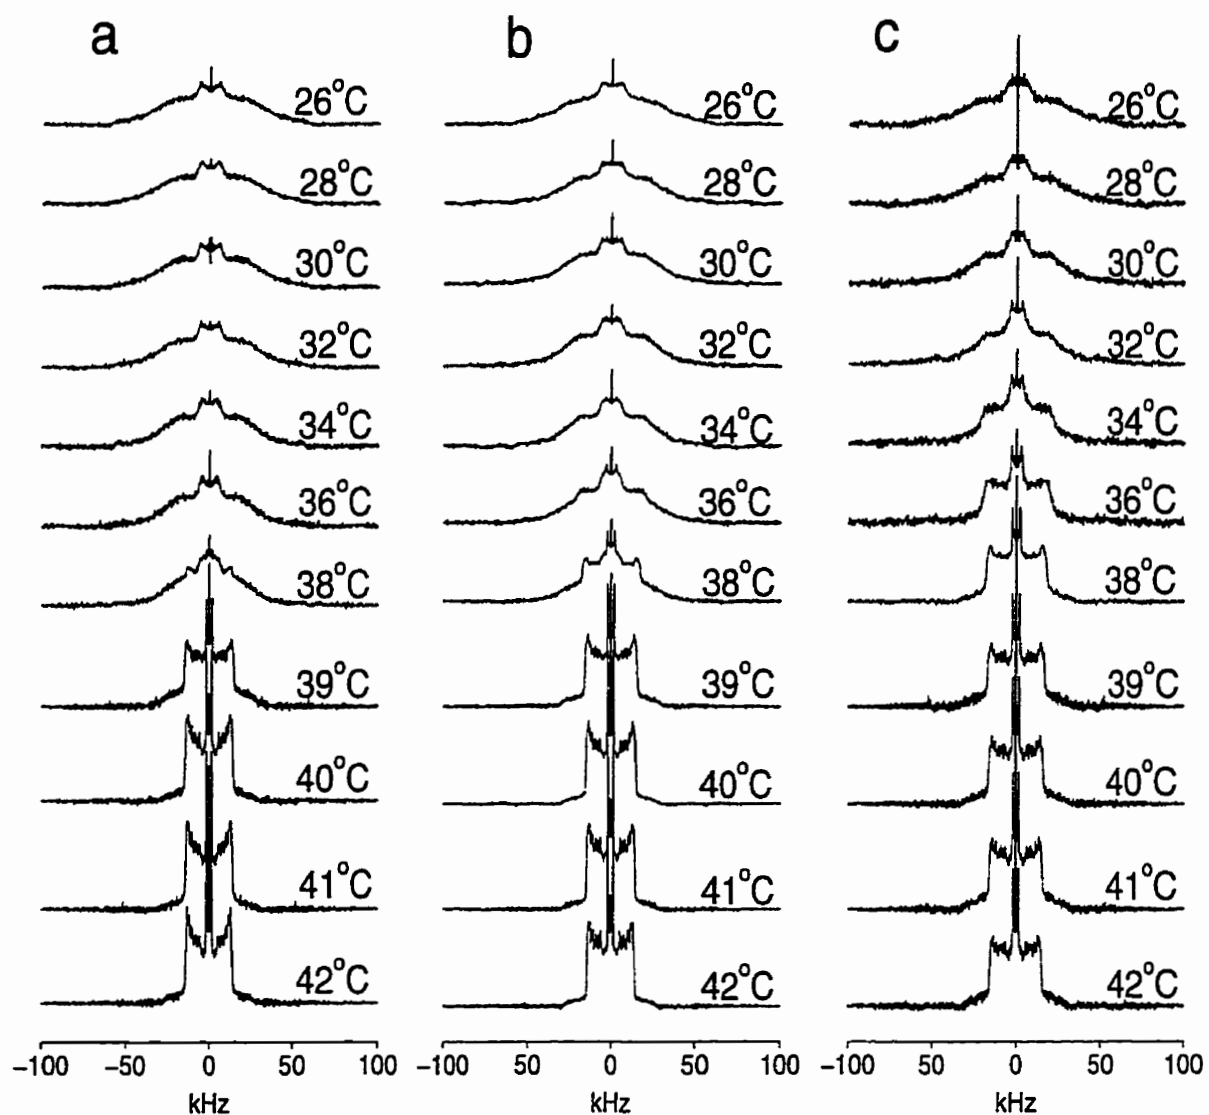 a b c
26°C 26°C 26°C
28°C 28°C 28°C
30°C 30°C 30°C
32°C 32°C 32°C
34°C 34°C 34°C
36°C 36°C 36°C
38°C 38°C 38°C
39°C 39°C 39°C
40°C 40°C 40°C
41°C 41°C 41°C
42°C 42°C 42°C
−100 −50 0 50 100 −100 −50 0 50 100 −100 −50 0 50 100
kHz kHz kHz